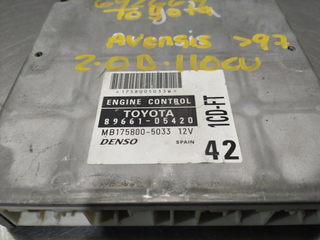 Toyota
Avensis >97
2.0D.110CV
*175800503310*
ENGINE CONTROL
TOYOTA
89661-05420
MB175800-5033 12V
DENSO SPAIN
1CD-FT
42